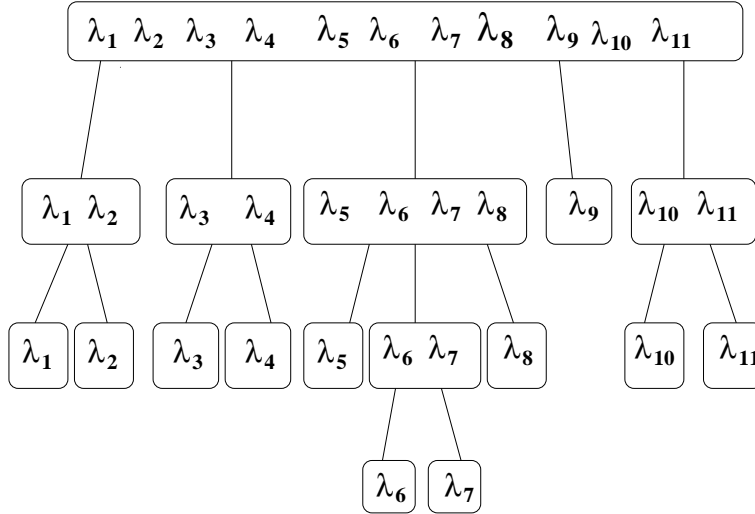 λ₁ λ₂ λ₃ λ₄ λ₅ λ₆ λ₇ λ₈ λ₉ λ₁₀ λ₁₁
λ₁ λ₂ λ₃ λ₄ λ₅ λ₆ λ₇ λ₈ λ₉ λ₁₀ λ₁₁
λ₁ λ₂ λ₃ λ₄ λ₅ λ₆ λ₇ λ₈ λ₁₀ λ₁₁
λ₆ λ₇